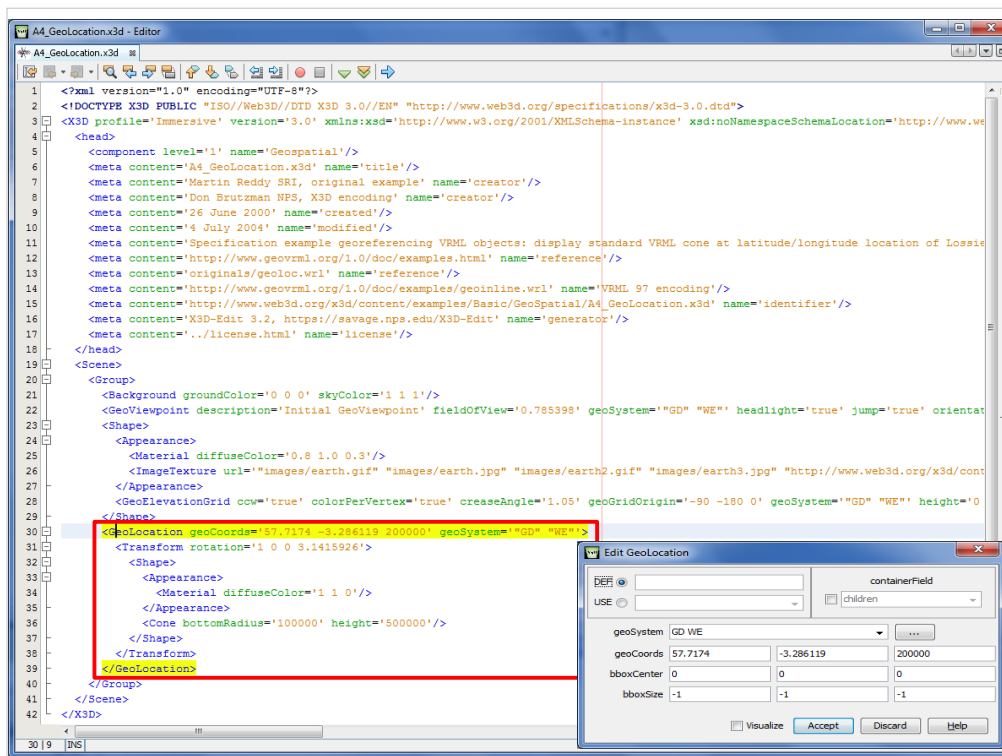 A4_GeoLocation.x3d - Editor
A4_GeoLocation.x3d
1 <?xml version="1.0" encoding="UTF-8"?>
2 <!DOCTYPE X3D PUBLIC "ISO//Web3D//DTD X3D 3.0//EN" "http://www.web3d.org/specifications/x3d-3.0.dtd">
3 <X3D profile='Immersive' version='3.0' xmlns:xsd='http://www.w3.org/2001/XMLSchema-instance' xsd:noNamespaceSchemaLocation='http://www.we
4 <head>
5 <component level='1' name='Geospatial'/>
6 <meta content='A4_GeoLocation.x3d' name='title'/>
7 <meta content='Martin Reddy SRI, original example' name='creator'/>
8 <meta content='Don Brutzman NPS, X3D encoding' name='creator'/>
9 <meta content='26 June 2000' name='created'/>
10 <meta content='4 July 2004' name='modified'/>
11 <meta content='Specification example georeferencing VRML objects: display standard VRML cone at latitude/longitude location of Lossie
12 <meta content='http://www.geovrml.org/1.0/doc/examples.html' name='reference'/>
13 <meta content='originals/geoloc.wrl' name='reference'/>
14 <meta content='http://www.geovrml.org/1.0/doc/examples/geoinline.wrl' name='VRML 97 encoding'/>
15 <meta content='http://www.web3d.org/x3d/content/examples/Basic/GeoSpatial/A4_GeoLocation.x3d' name='identifier'/>
16 <meta content='X3D-Edit 3.2, https://savage.nps.edu/X3D-Edit' name='generator'/>
17 <meta content='../license.html' name='license'/>
18 </head>
19 <Scene>
20 <Group>
21 <Background groundColor='0 0 0' skyColor='1 1 1'/>
22 <GeoViewpoint description='Initial GeoViewpoint' fieldOfView='0.785398' geoSystem='"GD" "WE"' headlight='true' jump='true' orientat
23 <Shape>
24 <Appearance>
25 <Material diffuseColor='0.8 1.0 0.3'/>
26 <ImageTexture url='"images/earth.gif" "images/earth.jpg" "images/earth2.gif" "images/earth3.jpg" "http://www.web3d.org/x3d/cont
27 </Appearance>
28 <GeoElevationGrid ccw='true' colorPerVertex='true' creaseAngle='1.05' geoGridOrigin='-90 -180 0' geoSystem='"GD" "WE"' height='0
29 </Shape>
30 <GeoLocation geoCoords='57.7174 -3.286119 200000' geoSystem='"GD" "WE"'>
31 <Transform rotation='1 0 0 3.1415926'>
32 <Shape>
33 <Appearance>
34 <Material diffuseColor='1 1 0'/>
35 </Appearance>
36 <Cone bottomRadius='100000' height='500000'/>
37 </Shape>
38 </Transform>
39 </GeoLocation>
40 </Group>
41 </Scene>
42 </X3D>
30 | 9 INS
Edit GeoLocation
DEF
containerField
USE
children
geoSystem GD WE ...
geoCoords 57.7174 -3.286119 200000
bboxCenter 0 0 0
bboxSize -1 -1 -1
Visualize Accept Discard Help